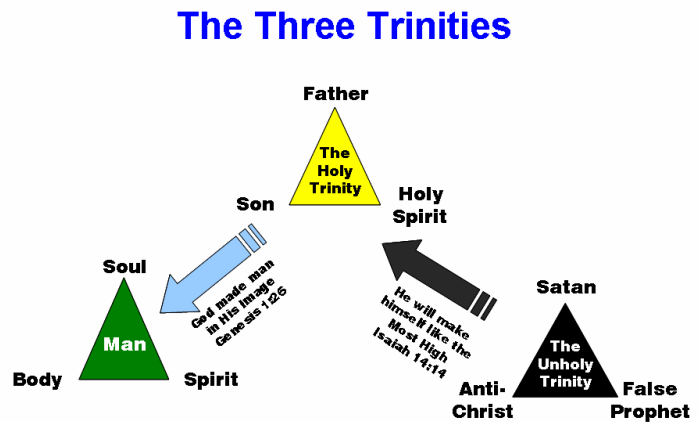 The Three Trinities
Father
The
Holy
Trinity
Son
Holy
Spirit
God made man
in His image
Genesis 1:26
He will make
himself like the
Most High
Isaiah 14:14
Soul
Man
Body
Spirit
Satan
The
Unholy
Trinity
Anti-
Christ
False
Prophet